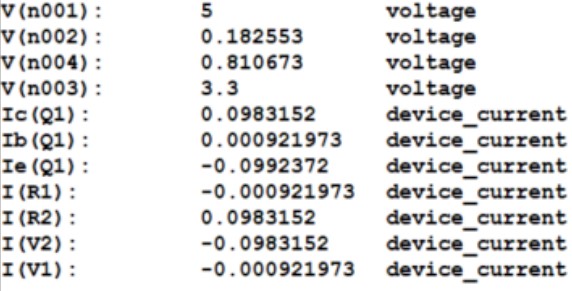 V(n001): 5 voltage
V(n002): 0.182553 voltage
V(n004): 0.810673 voltage
V(n003): 3.3 voltage
Ic(Q1): 0.0983152 device_current
Ib(Q1): 0.000921973 device_current
Ie(Q1): -0.0992372 device_current
I(R1): -0.000921973 device_current
I(R2): 0.0983152 device_current
I(V2): -0.0983152 device_current
I(V1): -0.000921973 device_current